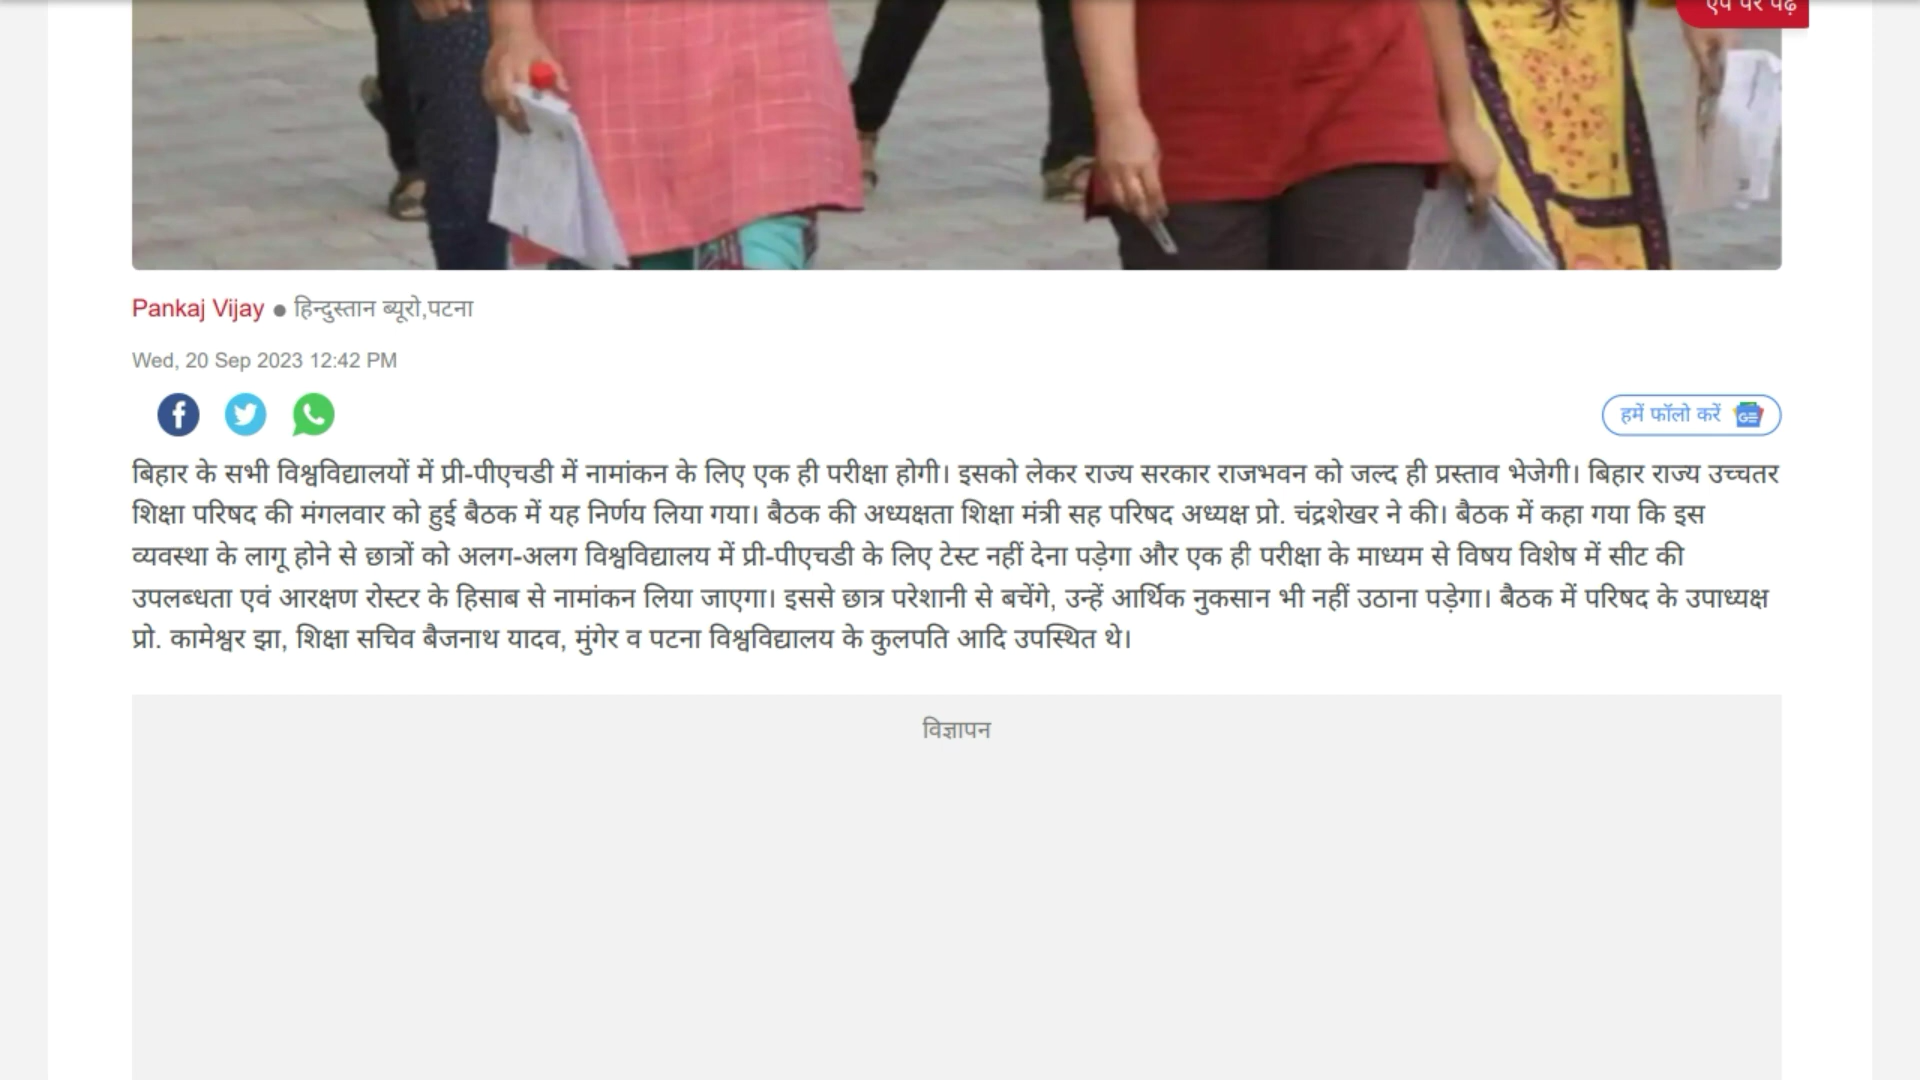 ऐप पर पढ़ें
Pankaj Vijay ● हिन्दुस्तान ब्यूरो,पटना
Wed, 20 Sep 2023 12:42 PM
हमें फॉलो करें
बिहार के सभी विश्वविद्यालयों में प्री-पीएचडी में नामांकन के लिए एक ही परीक्षा होगी। इसको लेकर राज्य सरकार राजभवन को जल्द ही प्रस्ताव भेजेगी। बिहार राज्य उच्चतर
शिक्षा परिषद की मंगलवार को हुई बैठक में यह निर्णय लिया गया। बैठक की अध्यक्षता शिक्षा मंत्री सह परिषद अध्यक्ष प्रो. चंद्रशेखर ने की। बैठक में कहा गया कि इस
व्यवस्था के लागू होने से छात्रों को अलग-अलग विश्वविद्यालय में प्री-पीएचडी के लिए टेस्ट नहीं देना पड़ेगा और एक ही परीक्षा के माध्यम से विषय विशेष में सीट की
उपलब्धता एवं आरक्षण रोस्टर के हिसाब से नामांकन लिया जाएगा। इससे छात्र परेशानी से बचेंगे, उन्हें आर्थिक नुकसान भी नहीं उठाना पड़ेगा। बैठक में परिषद के उपाध्यक्ष
प्रो. कामेश्वर झा, शिक्षा सचिव बैजनाथ यादव, मुंगेर व पटना विश्वविद्यालय के कुलपति आदि उपस्थित थे।
विज्ञापन